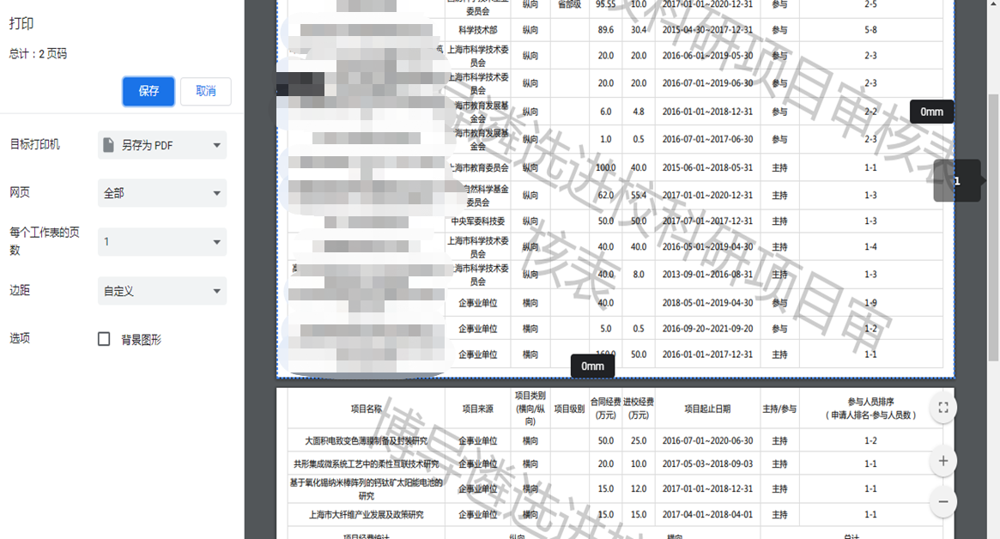 打印
总计：2 页码
保存 取消
目标打印机 另存为 PDF
网页 全部
每个工作表的页
数
1
边距 自定义
选项 背景图形
委员会 纵向 省部级 95.55 10.0 2017-01-01~2020-12-31 参与 2-5
科学技术部 纵向 89.6 30.4 2015-04-30~2017-12-31 参与 5-8
上海市科学技术委
员会
纵向 20.0 20.0 2016-06-01~2019-05-30 参与 2-3
上海市科学技术委
员会
纵向 20.0 20.0 2016-07-01~2019-06-30 参与 2-3
海市教育发展基
金会
纵向 6.0 4.8 2016-01-01~2018-12-31 参与 2-2
海市教育发展基
金会
纵向 1.0 0.5 2016-07-01~2017-06-30 参与 2-3
上海市教育委员会 纵向 100.0 40.0 2015-06-01~2018-05-31 主持 1-1
自然科学基金
委员会
纵向 62.0 55.4 2017-01-01~2020-12-31 主持 1-3
中央军委科技委 纵向 50.0 50.0 2017-07-01~2017-12-31 主持 1-3
上海市科学技术委
员会
纵向 40.0 40.0 2016-05-01~2019-04-30 主持 1-4
海市科学技术委
员会
纵向 40.0 8.0 2013-09-01~2016-08-31 主持 1-3
企事业单位 横向 40.0 2018-05-01~2019-04-30 参与 1-9
企事业单位 横向 5.0 0.5 2016-09-20~2021-09-20 参与 1-2
企事业单位 横向 160.0 50.0 2016-01-01~2017-12-31 主持 1-1
0mm
0mm
1
项目名称 项目来源 项目类别
(横向/纵
向)
项目级别 合同经费
(万元)
进校经费
(万元)
项目起止日期 主持/参与 参与人员排序
（申请人排名-参与人员数）
大面积电致变色薄膜制备及封装研究 企事业单位 横向 50.0 25.0 2016-07-01~2020-06-30 主持 1-2
共形集成微系统工艺中的柔性互联技术研究 企事业单位 横向 20.0 10.0 2017-05-03~2018-09-03 主持 1-1
基于氧化锡纳米棒阵列的钙钛矿太阳能电池的
研究
企事业单位 横向 15.0 12.0 2017-01-01~2018-12-31 主持 1-1
上海市大纤维产业发展及政策研究 企事业单位 横向 15.0 15.0 2017-04-01~2018-04-01 主持 1-1
项目经费统计 纵向 横向 总计
校科研项目审核表
博导遴选进校科研项目审
核表
博导遴选进校